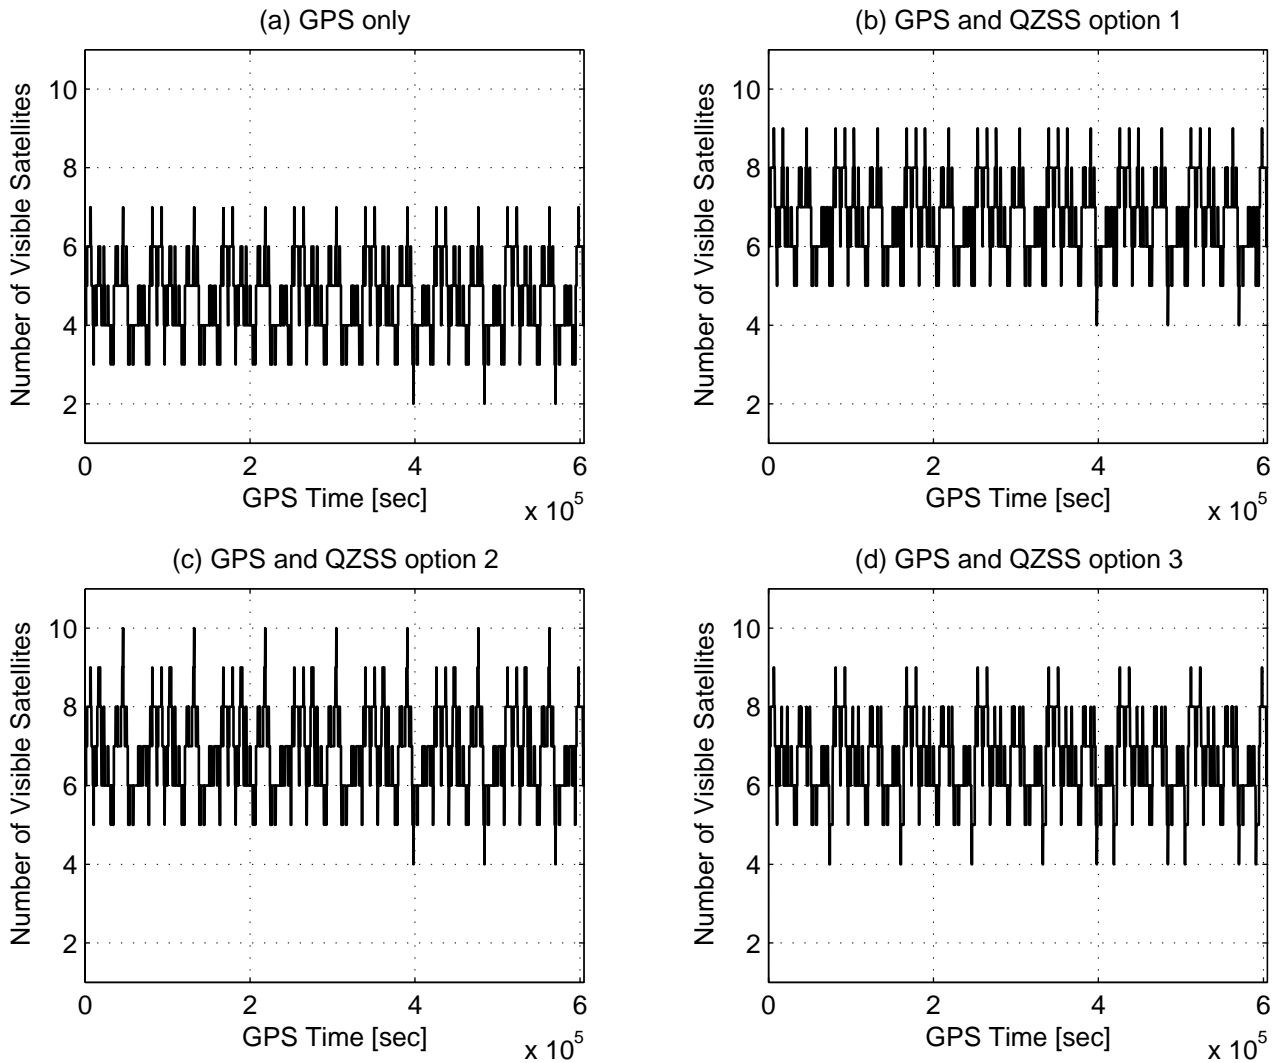 (a) GPS only
Number of Visible Satellites
10
8
6
4
2
0 2 4 6
GPS Time [sec]
x 10^5
(b) GPS and QZSS option 1
Number of Visible Satellites
10
8
6
4
2
0 2 4 6
GPS Time [sec]
x 10^5
(c) GPS and QZSS option 2
Number of Visible Satellites
10
8
6
4
2
0 2 4 6
GPS Time [sec]
x 10^5
(d) GPS and QZSS option 3
Number of Visible Satellites
10
8
6
4
2
0 2 4 6
GPS Time [sec]
x 10^5